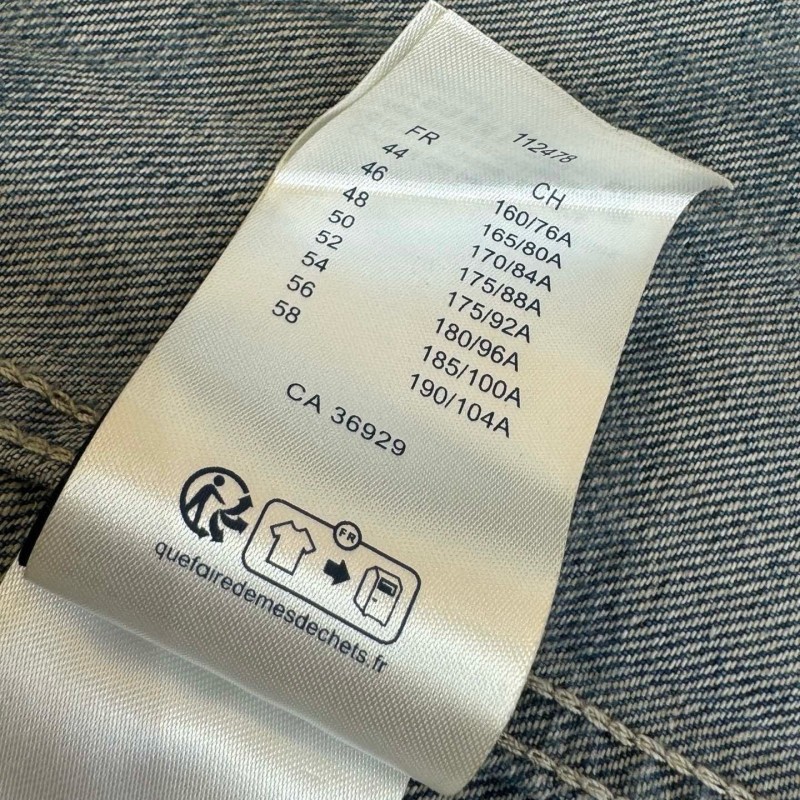 112478
FR CH
44 160/76A
46 165/80A
48 170/84A
50 175/88A
52 175/92A
54 180/96A
56 185/100A
58 190/104A
CA 36929
FR
quefairedemesdechets.fr